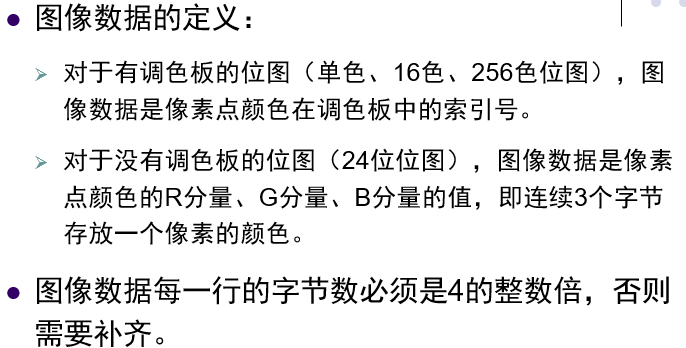 图像数据的定义：
对于有调色板的位图（单色、16色、256色位图），图
像数据是像素点颜色在调色板中的索引号。
对于没有调色板的位图（24位位图），图像数据是像素
点颜色的R分量、G分量、B分量的值，即连续3个字节
存放一个像素的颜色。
图像数据每一行的字节数必须是4的整数倍，否则
需要补齐。